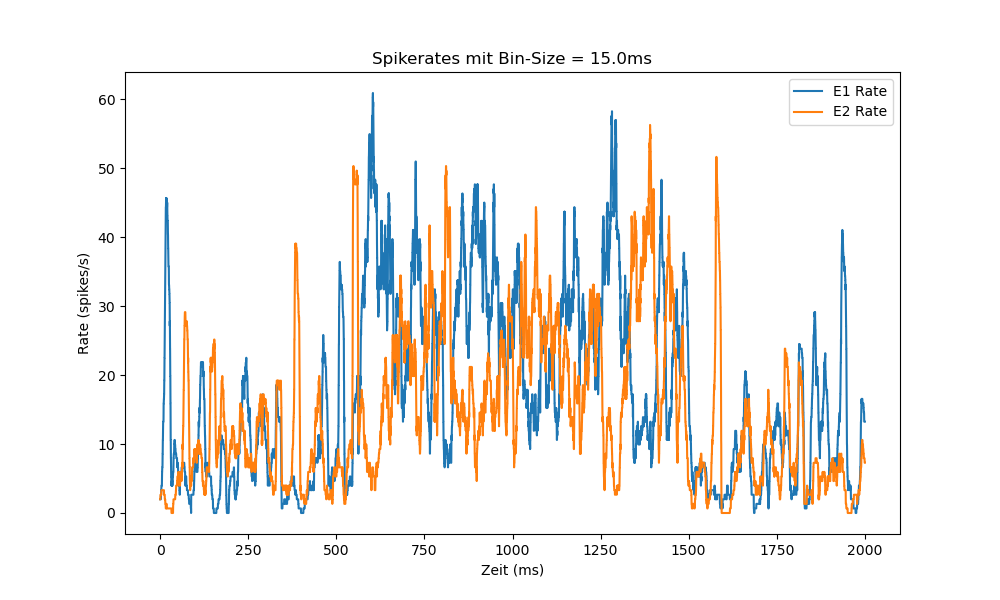 Spikerates mit Bin-Size = 15.0ms
E1 Rate
E2 Rate
Rate (spikes/s)
60
50
40
30
20
10
0
0 250 500 750 1000 1250 1500 1750 2000
Zeit (ms)